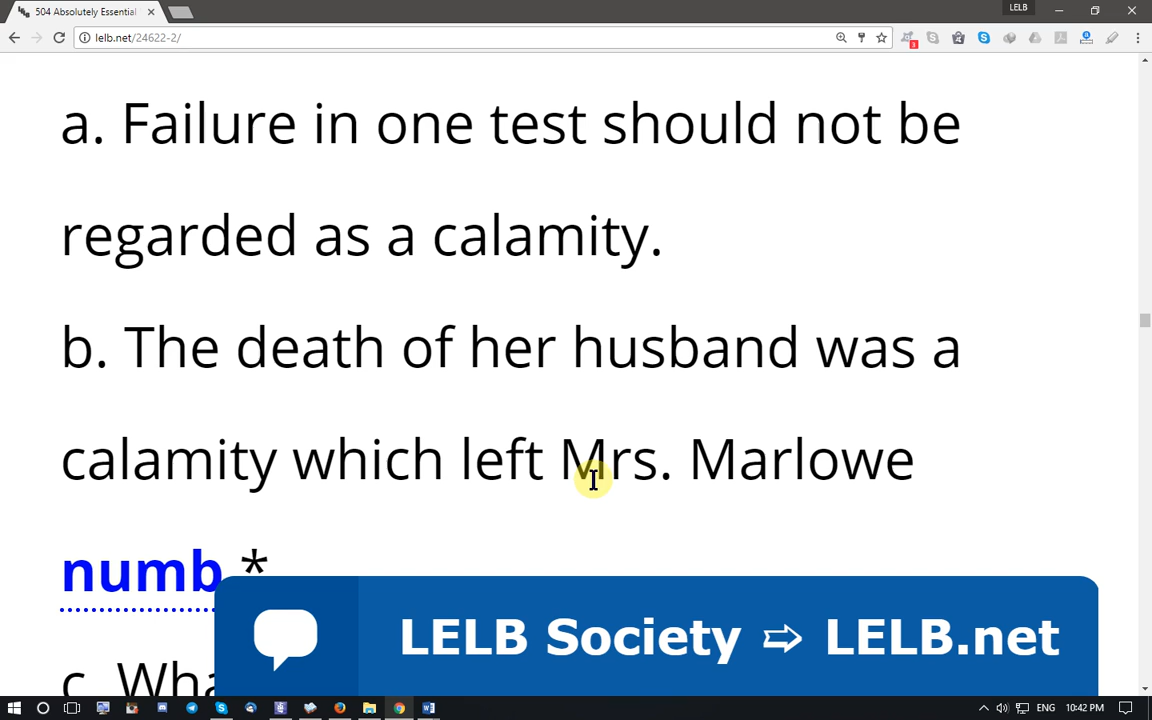 504 Absolutely Essential
LELB
lelb.net/24622-2/
a. Failure in one test should not be
regarded as a calamity.
b. The death of her husband was a
calamity which left Mrs. Marlowe
numb *
c. Wha
LELB Society ⇨ LELB.net
ENG 10:42 PM